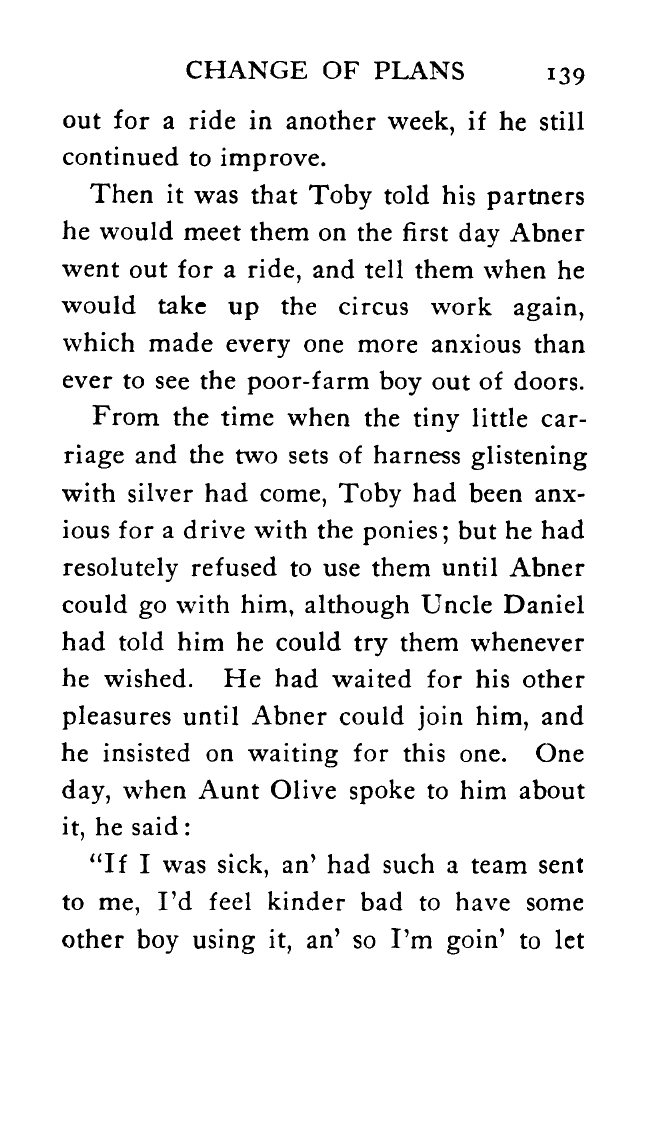 CHANGE OF PLANS 139
out for a ride in another week, if he still
continued to improve.
Then it was that Toby told his partners
he would meet them on the first day Abner
went out for a ride, and tell them when he
would take up the circus work again,
which made every one more anxious than
ever to see the poor-farm boy out of doors.
From the time when the tiny little car-
riage and the two sets of harness glistening
with silver had come, Toby had been anx-
ious for a drive with the ponies; but he had
resolutely refused to use them until Abner
could go with him, although Uncle Daniel
had told him he could try them whenever
he wished. He had waited for his other
pleasures until Abner could join him, and
he insisted on waiting for this one. One
day, when Aunt Olive spoke to him about
it, he said:
"If I was sick, an' had such a team sent
to me, I'd feel kinder bad to have some
other boy using it, an' so I'm goin' to let